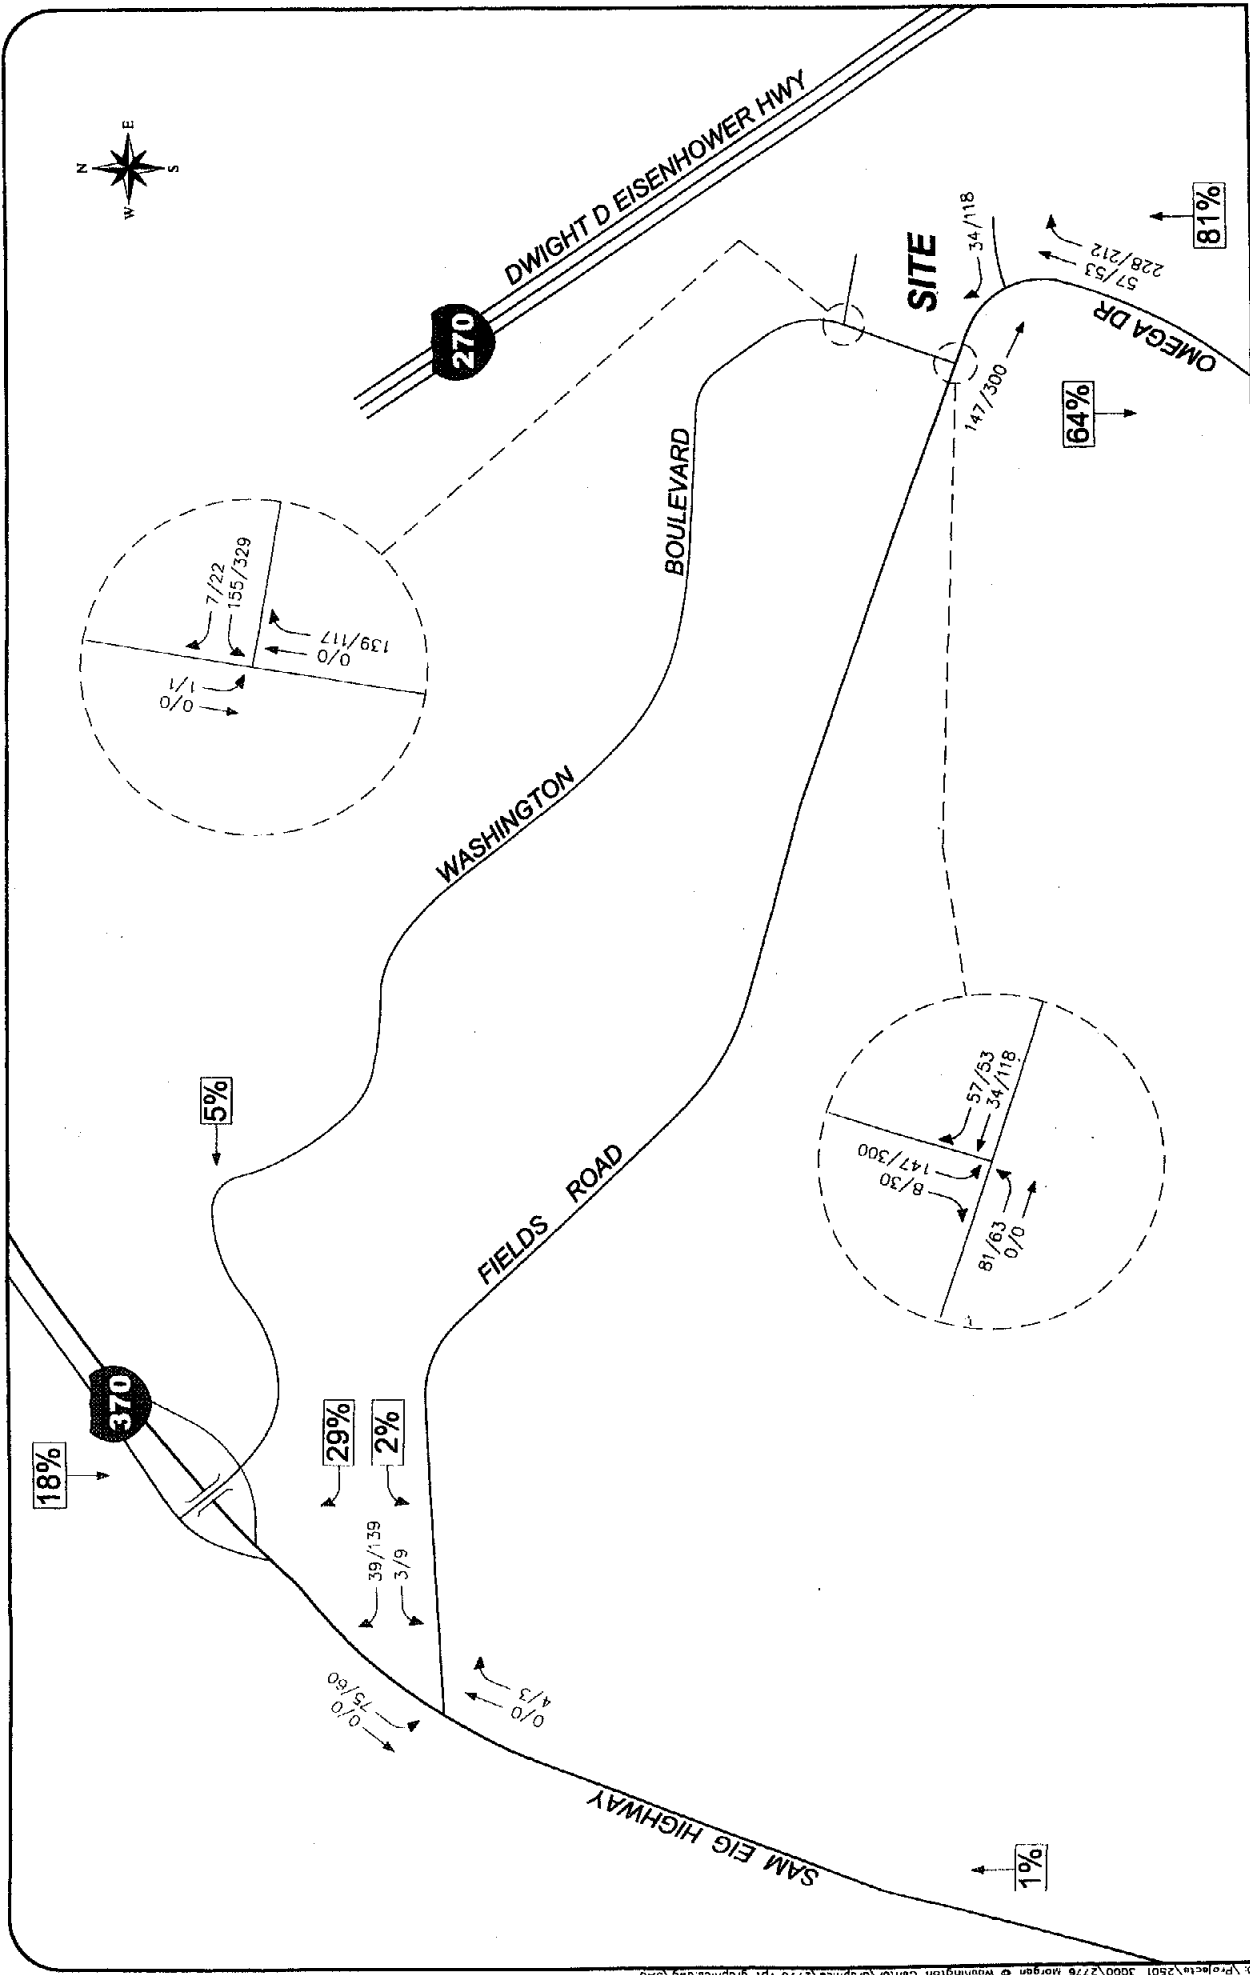 N
E
S
W
DWIGHT D EISENHOWER HWY
270
7/22
155/329
139/117
0/0
1/1
0/0
BOULEVARD
WASHINGTON
SITE
34/118
57/53
228/212
81%
OMEGA DR
147/300
64%
5%
57/53
34/118
147/300
8/30
81/63
0/0
FIELDS ROAD
370
18%
29%
2%
39/139
3/9
75/60
0/0
0/0
4/3
SAM EIG HIGHWAY
1%